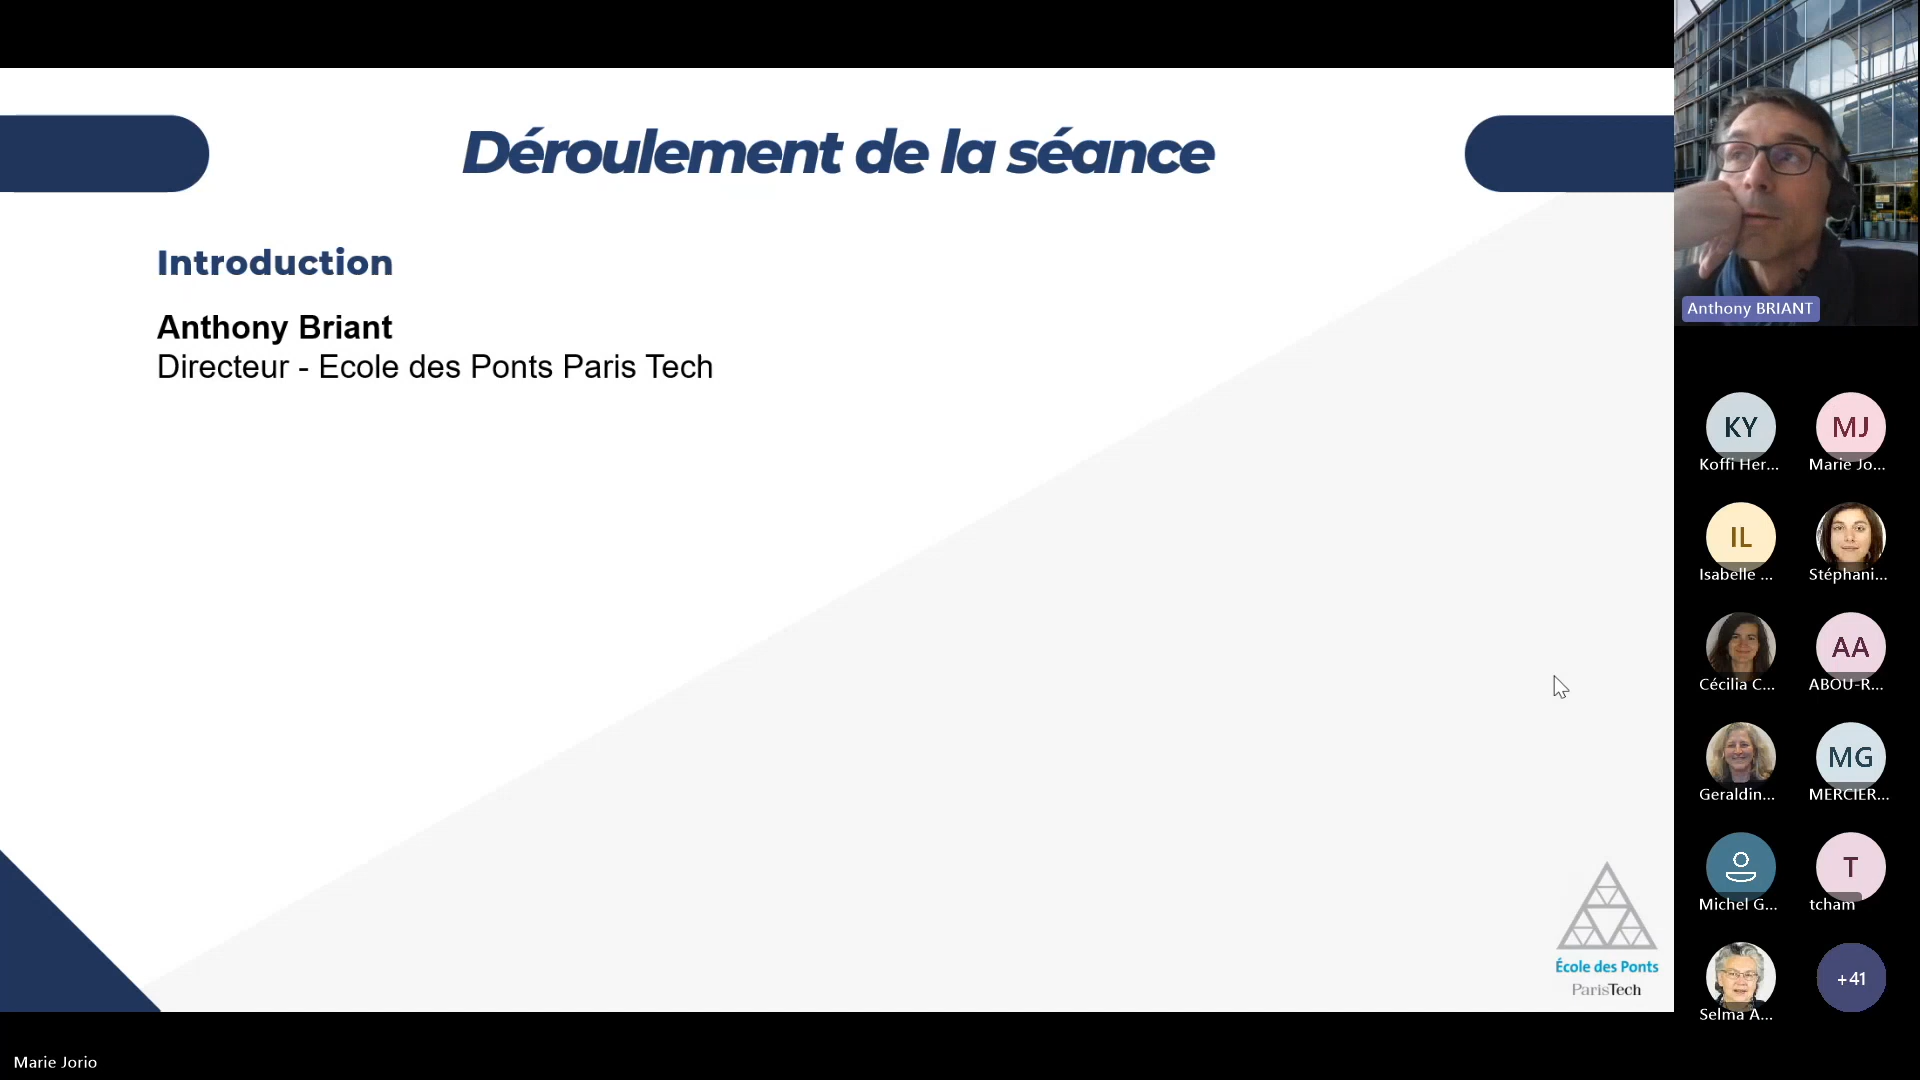 Déroulement de la séance
Introduction
Anthony Briant
Directeur - Ecole des Ponts Paris Tech
École des Ponts
ParisTech
Marie Jorio
Anthony BRIANT
KY
Koffi Her...
MJ
Marie Jo...
IL
Isabelle ...
Stéphani...
Cécilia C...
AA
ABOU-R...
Geraldin...
MG
MERCIER...
Michel G...
T
tcham
Selma A...
+41